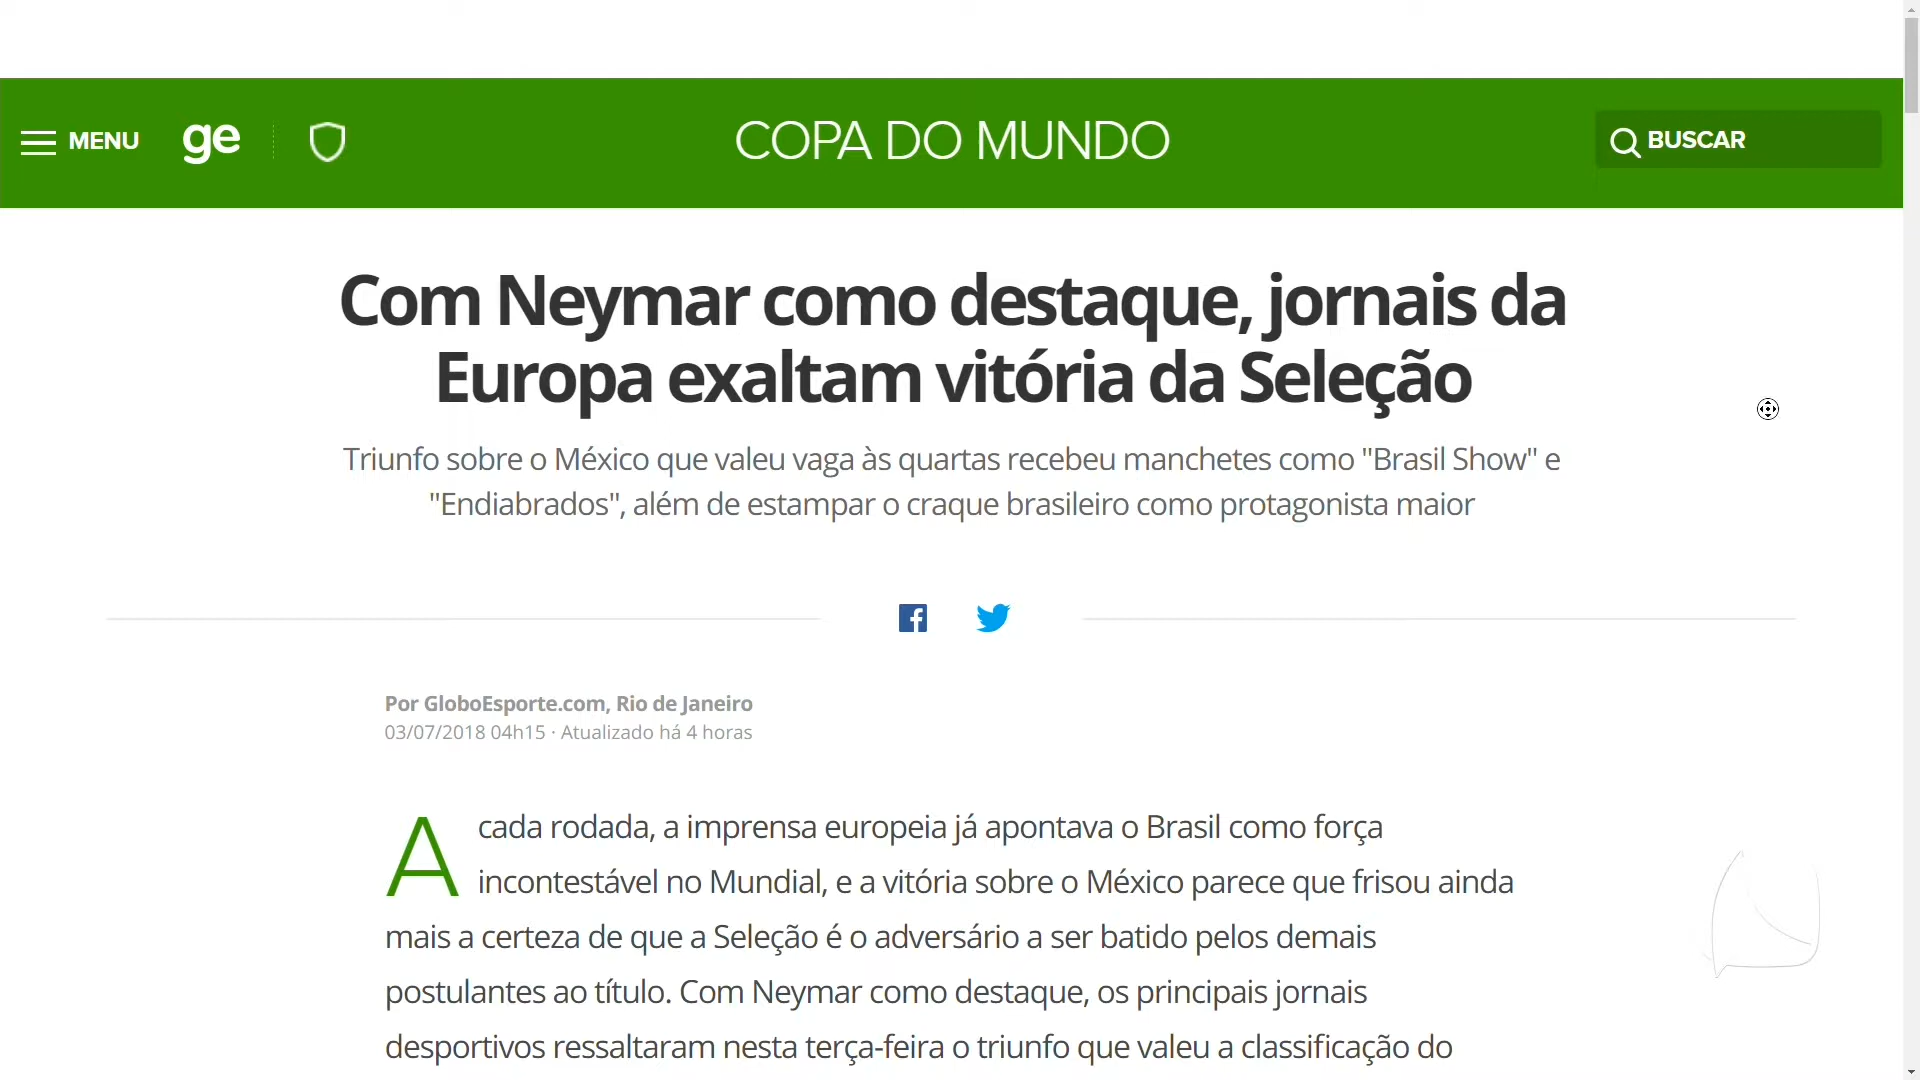 MENU
ge
COPA DO MUNDO
BUSCAR
Com Neymar como destaque, jornais da
Europa exaltam vitória da Seleção
Triunfo sobre o México que valeu vaga às quartas recebeu manchetes como "Brasil Show" e
"Endiabrados", além de estampar o craque brasileiro como protagonista maior
Por GloboEsporte.com, Rio de Janeiro
03/07/2018 04h15 · Atualizado há 4 horas
A cada rodada, a imprensa europeia já apontava o Brasil como força
incontestável no Mundial, e a vitória sobre o México parece que frisou ainda
mais a certeza de que a Seleção é o adversário a ser batido pelos demais
postulantes ao título. Com Neymar como destaque, os principais jornais
desportivos ressaltaram nesta terça-feira o triunfo que valeu a classificação do